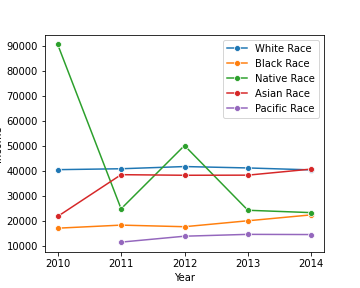 90000
80000
70000
60000
50000
40000
30000
20000
10000
White Race
Black Race
Native Race
Asian Race
Pacific Race
2010 2011 2012 2013 2014
Year